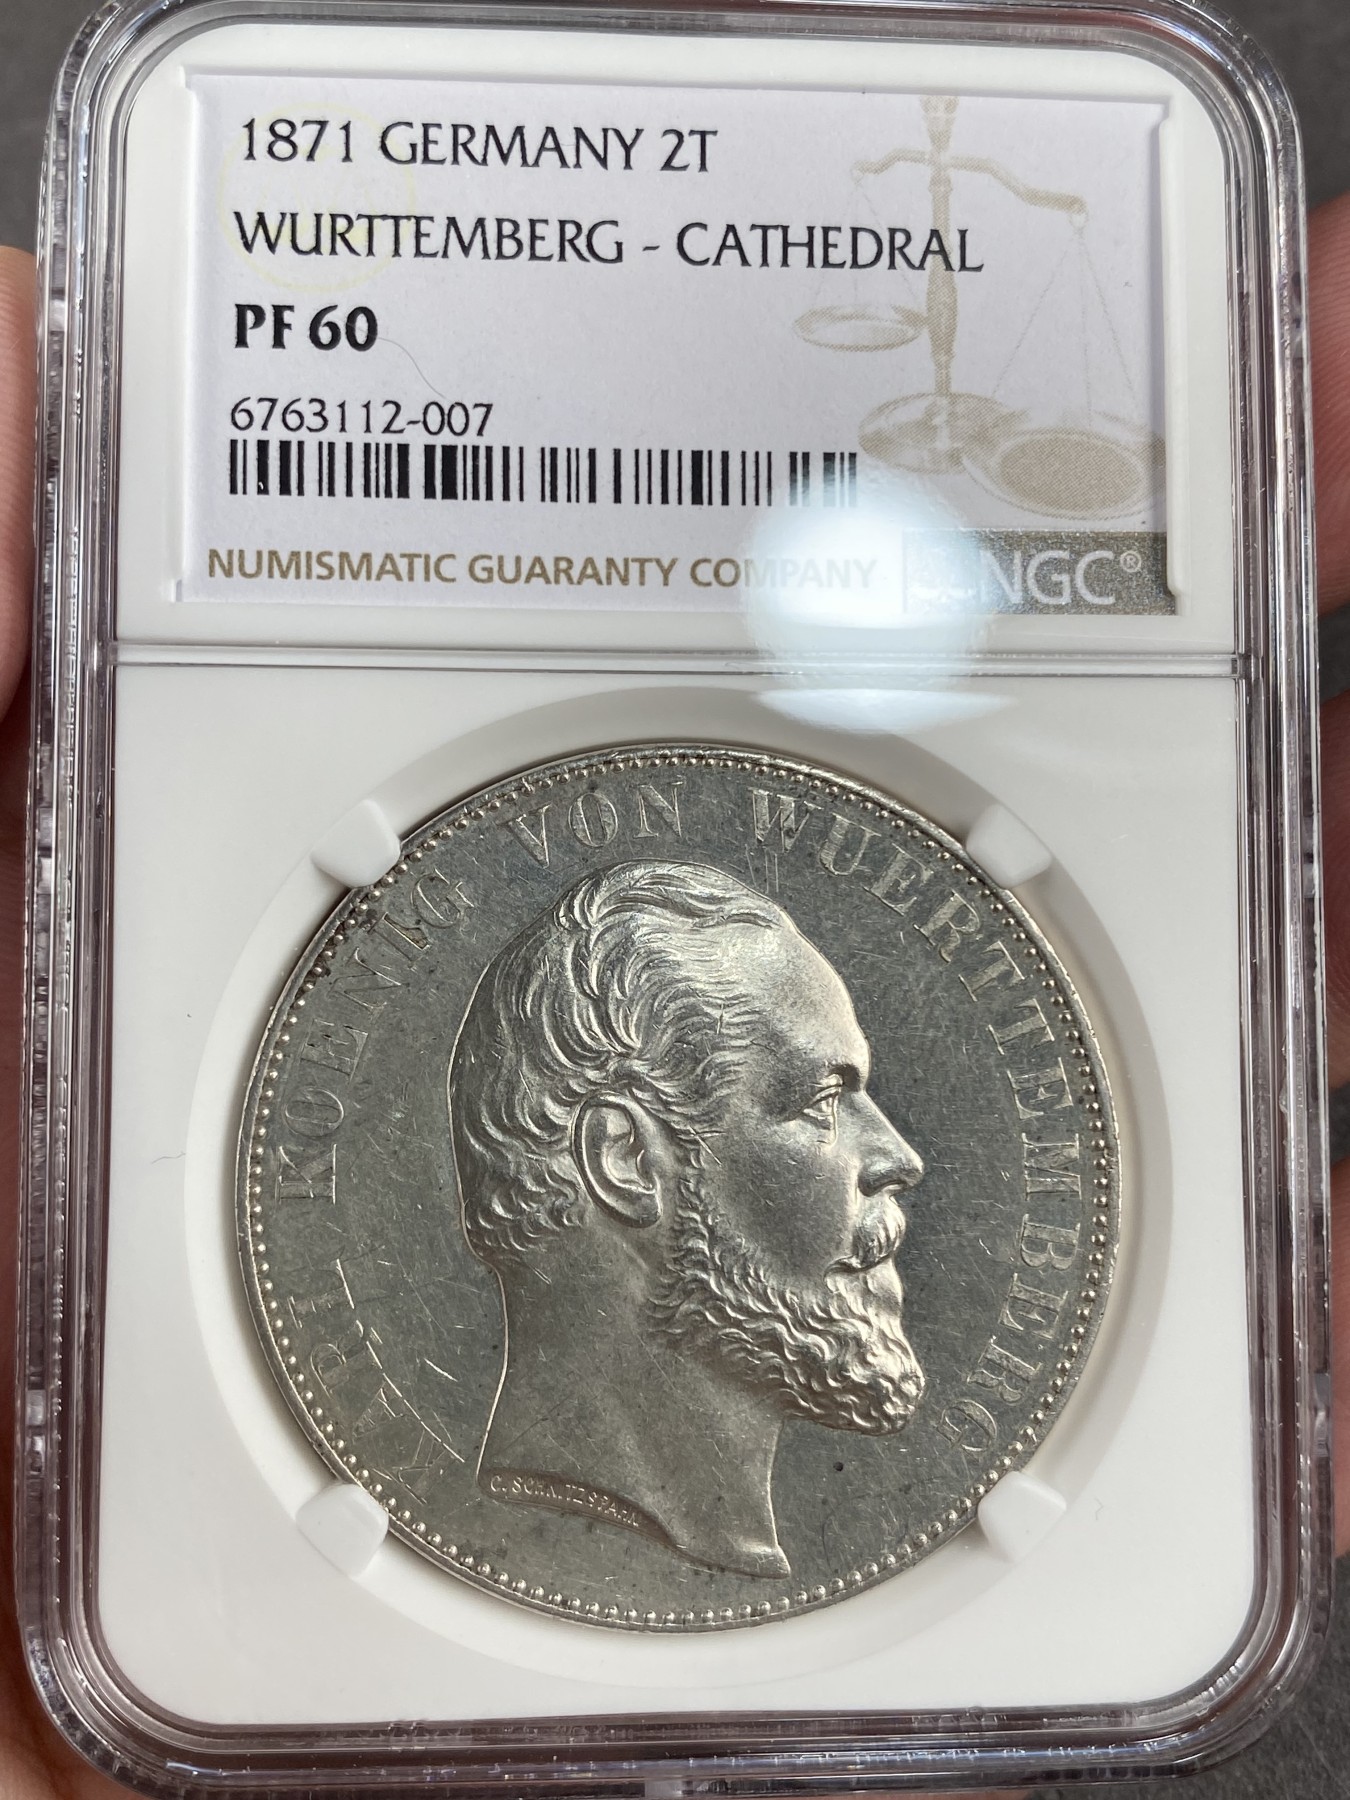 1871 GERMANY 2T
WURTTEMBERG - CATHEDRAL
PF 60
6763112-007
NUMISMATIC GUARANTY COMPANY
NGC®
KARL KOENIG VON WUERTTEMBERG
C. SCHNITZSPAHN